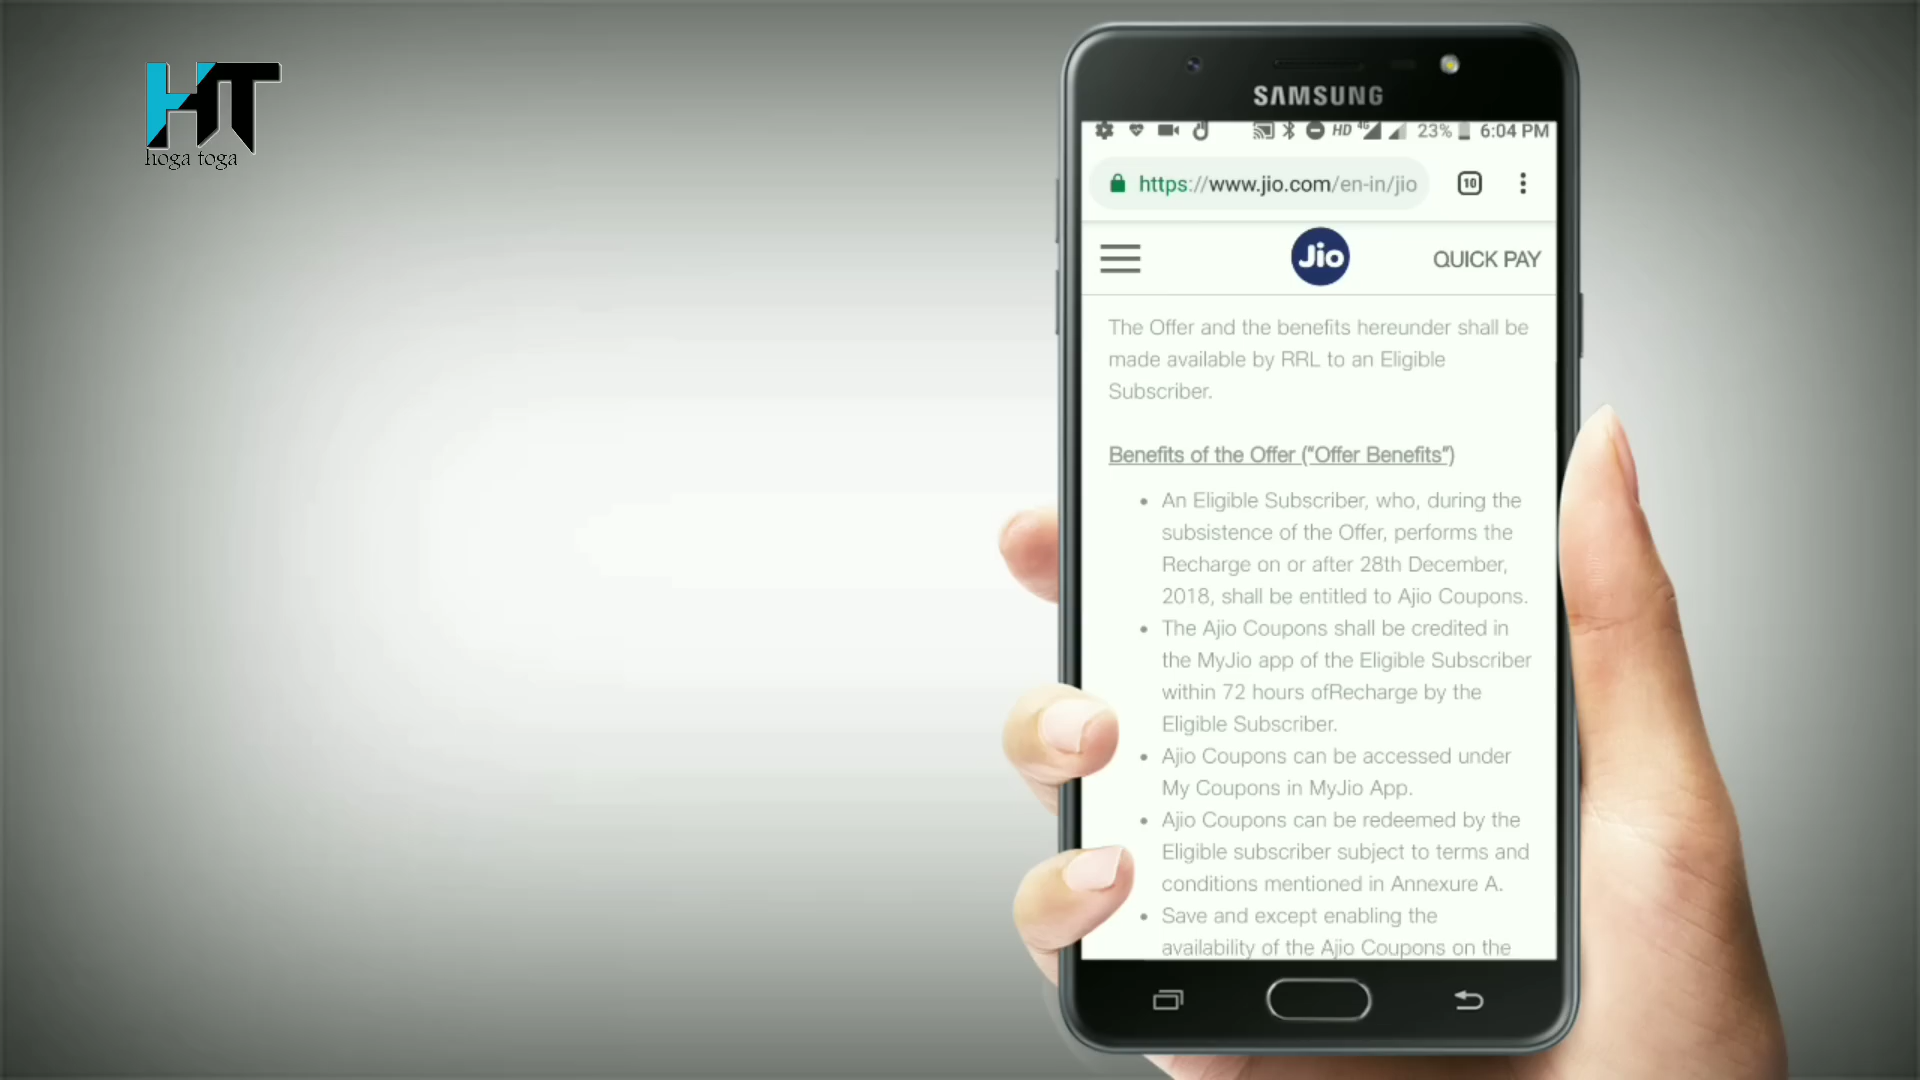 HT
hoga toga
SAMSUNG
HD 4G 23% 6:04 PM
https://www.jio.com/en-in/jio
10
Jio
QUICK PAY
The Offer and the benefits hereunder shall be
made available by RRL to an Eligible
Subscriber.
Benefits of the Offer (“Offer Benefits”)
• An Eligible Subscriber, who, during the
subsistence of the Offer, performs the
Recharge on or after 28th December,
2018, shall be entitled to Ajio Coupons.
• The Ajio Coupons shall be credited in
the MyJio app of the Eligible Subscriber
within 72 hours ofRecharge by the
Eligible Subscriber.
• Ajio Coupons can be accessed under
My Coupons in MyJio App.
• Ajio Coupons can be redeemed by the
Eligible subscriber subject to terms and
conditions mentioned in Annexure A.
• Save and except enabling the
availability of the Ajio Coupons on the